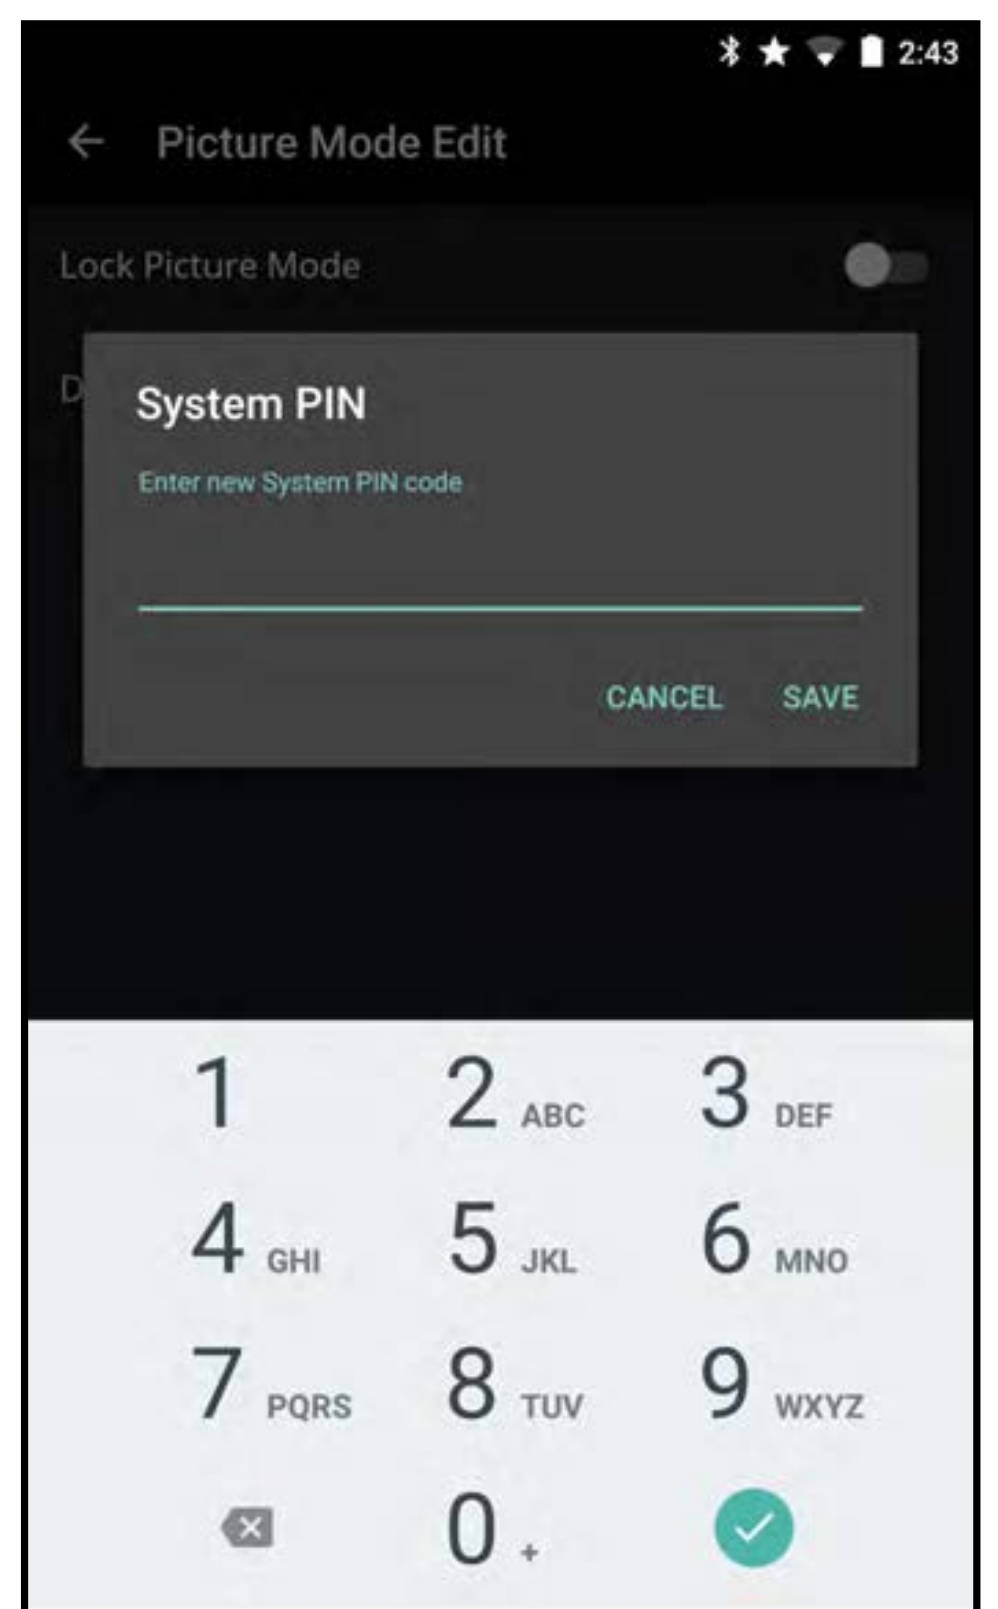 2:43
Picture Mode Edit
Lock Picture Mode
D
System PIN
Enter new System PIN code
CANCEL SAVE
1 2 ABC 3 DEF
4 GHI 5 JKL 6 MNO
7 PQRS 8 TUV 9 WXYZ
0 +